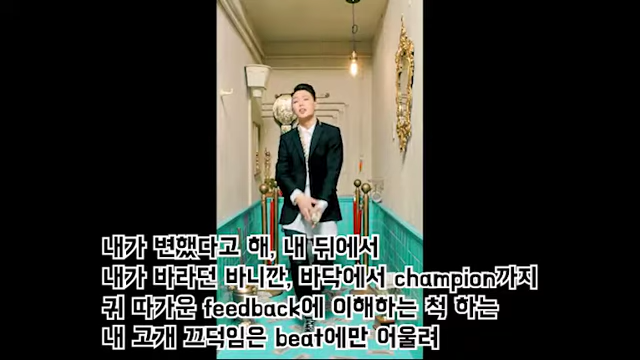 내가 변했다고 해, 내 뒤에서
내가 바라던 바니깐, 바닥에서 champion까지
귀 따가운 feedback에 이해하는 척 하는
내 고개 끄덕임은 beat에만 어울려